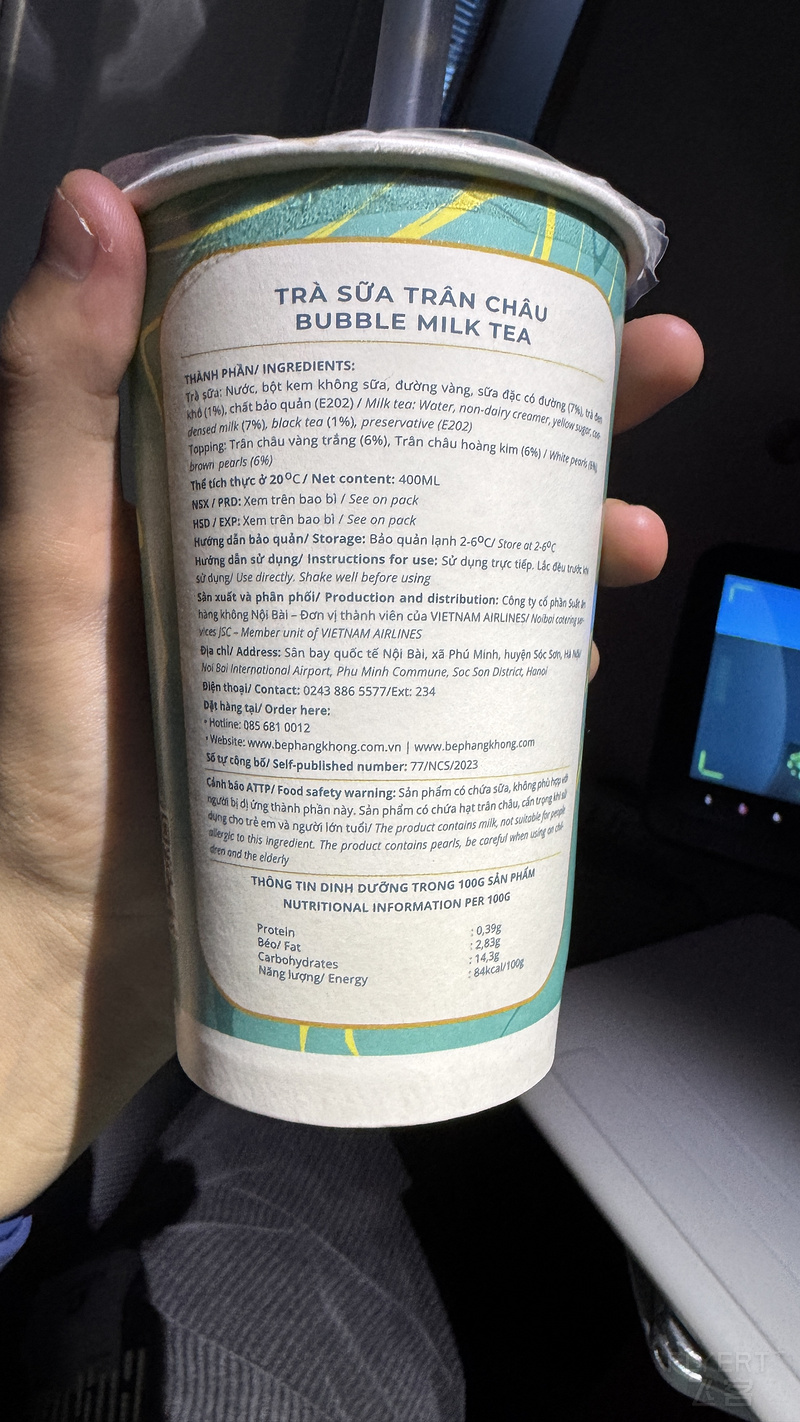 TRÀ SỮA TRÂN CHÂU
BUBBLE MILK TEA
THÀNH PHẦN/ INGREDIENTS:
Trà sữa: Nước, bột kem không sữa, đường vàng, sữa đặc có đường (7%), trà đen
khô (1%), chất bảo quản (E202) / Milk tea: Water, non-dairy creamer, yellow sugar, con-
densed milk (7%), black tea (1%), preservative (E202)
Topping: Trân châu vàng trắng (6%), Trân châu hoàng kim (6%) / White pearls (6%)
brown pearls (6%)
Thể tích thực ở 20⁰C/ Net content: 400ML
NSX / PRD: Xem trên bao bì / See on pack
HSD / EXP: Xem trên bao bì / See on pack
Hướng dẫn bảo quản/ Storage: Bảo quản lạnh 2-6⁰C/ Store at 2-6⁰C
Hướng dẫn sử dụng/ Instructions for use: Sử dụng trực tiếp. Lắc đều trước khi
sử dụng/ Use directly. Shake well before using
Sản xuất và phân phối/ Production and distribution: Công ty cổ phần Suất ăn
hàng không Nội Bài – Đơn vị thành viên của VIETNAM AIRLINES/ Noibai catering ser-
vices JSC – Member unit of VIETNAM AIRLINES
Địa chỉ/ Address: Sân bay quốc tế Nội Bài, xã Phú Minh, huyện Sóc Sơn, Hà Nội/
Noi Bai International Airport, Phu Minh Commune, Soc Son District, Hanoi
Điện thoại/ Contact: 0243 886 5577/Ext: 234
Đặt hàng tại/ Order here:
• Hotline: 085 681 0012
• Website: www.bephangkhong.com.vn | www.bephangkhong.com
Số tự công bố/ Self-published number: 77/NCS/2023
Cảnh báo ATTP/ Food safety warning: Sản phẩm có chứa sữa, không phù hợp với
người bị dị ứng thành phần này. Sản phẩm có chứa hạt trân châu, cẩn trọng khi sử
dụng cho trẻ em và người lớn tuổi/ The product contains milk, not suitable for people
allergic to this ingredient. The product contains pearls, be careful when using on chil-
dren and the elderly
THÔNG TIN DINH DƯỠNG TRONG 100G SẢN PHẨM
NUTRITIONAL INFORMATION PER 100G
Protein : 0,39g
Béo/ Fat : 2,83g
Carbohydrates : 14,3g
Năng lượng/ Energy : 84kcal/100g